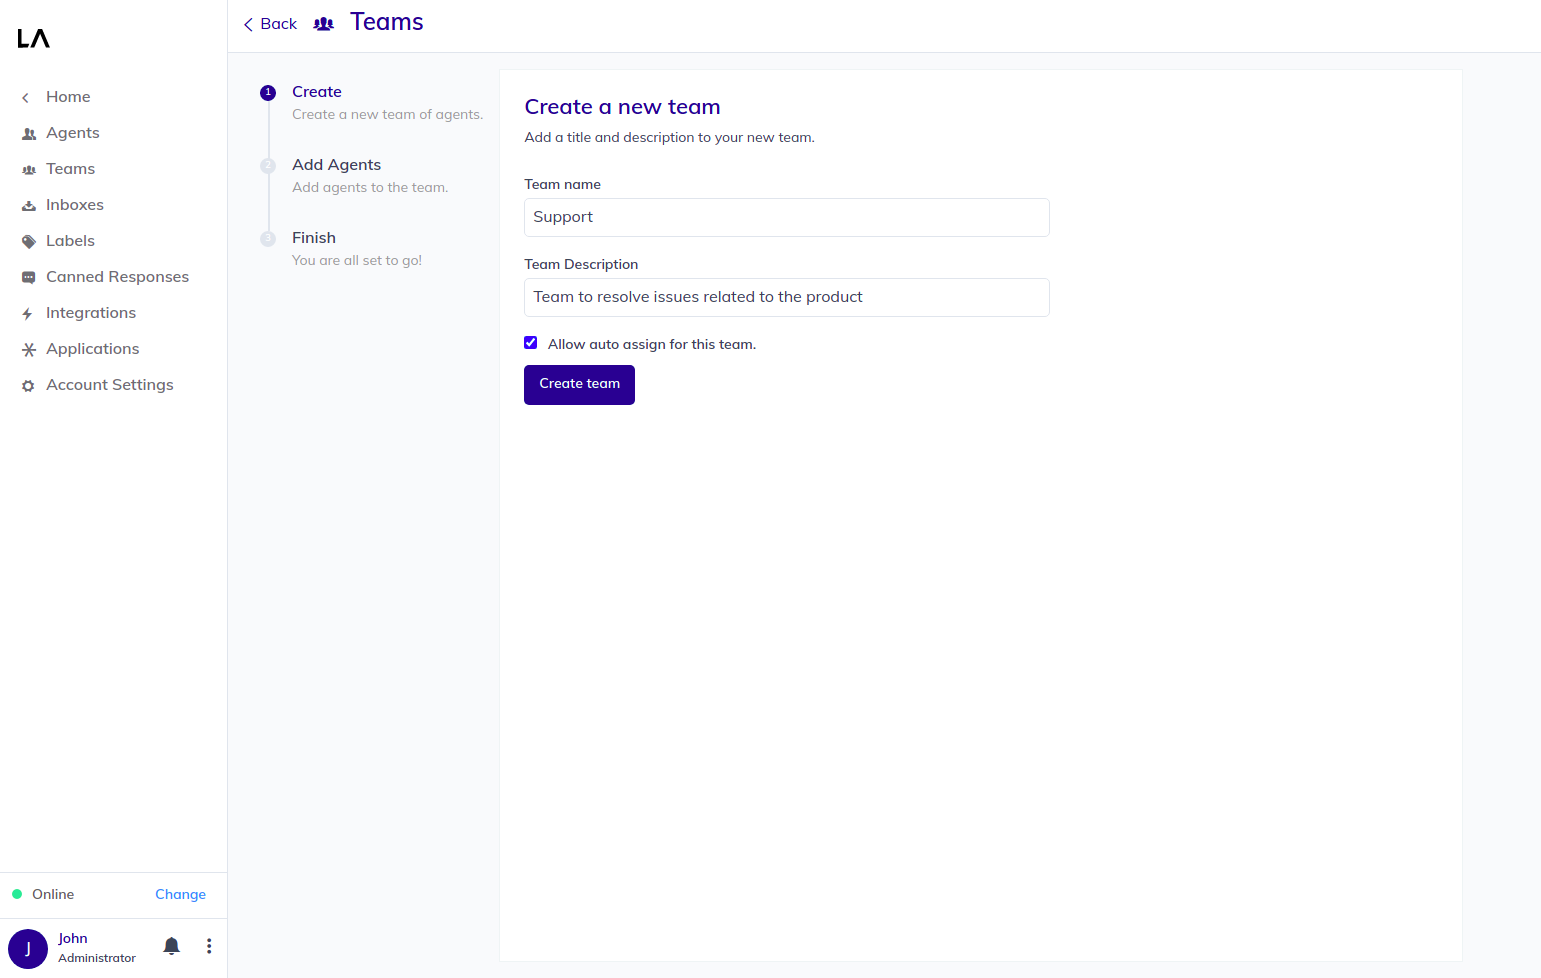 LA
Home
Agents
Teams
Inboxes
Labels
Canned Responses
Integrations
Applications
Account Settings
Online Change
J
John
Administrator
Back Teams
1 Create
Create a new team of agents.
2 Add Agents
Add agents to the team.
3 Finish
You are all set to go!
Create a new team
Add a title and description to your new team.
Team name
Support
Team Description
Team to resolve issues related to the product
Allow auto assign for this team.
Create team